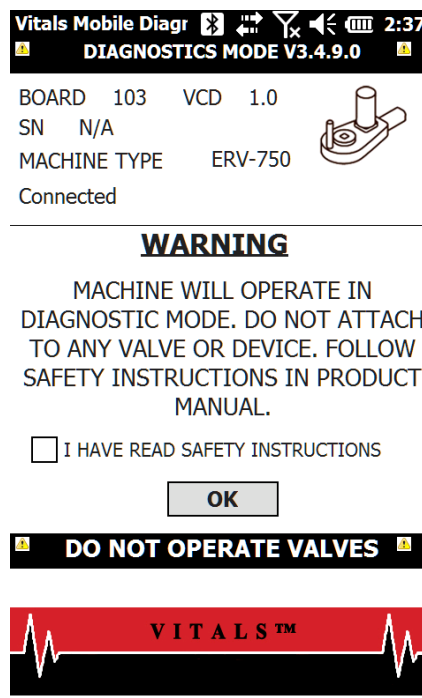 Vitals Mobile Diagr 2:37
DIAGNOSTICS MODE V3.4.9.0
BOARD 103 VCD 1.0
SN N/A
MACHINE TYPE ERV-750
Connected
WARNING
MACHINE WILL OPERATE IN
DIAGNOSTIC MODE. DO NOT ATTACH
TO ANY VALVE OR DEVICE. FOLLOW
SAFETY INSTRUCTIONS IN PRODUCT
MANUAL.
I HAVE READ SAFETY INSTRUCTIONS
OK
DO NOT OPERATE VALVES
VITALS™